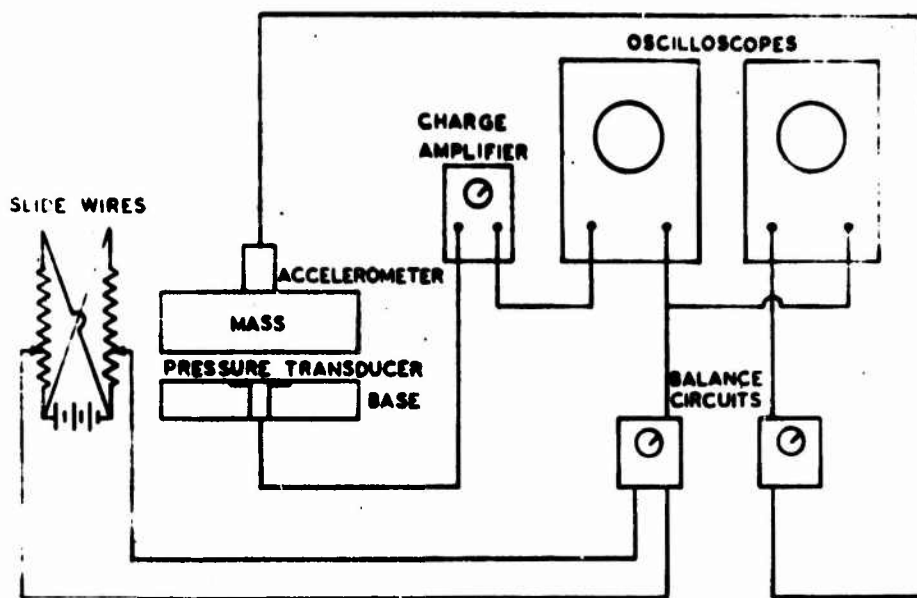 OSCILLOSCOPES
CHARGE
AMPLIFIER
SLIDE WIRES
ACCELEROMETER
MASS
PRESSURE TRANSDUCER
BASE
BALANCE
CIRCUITS